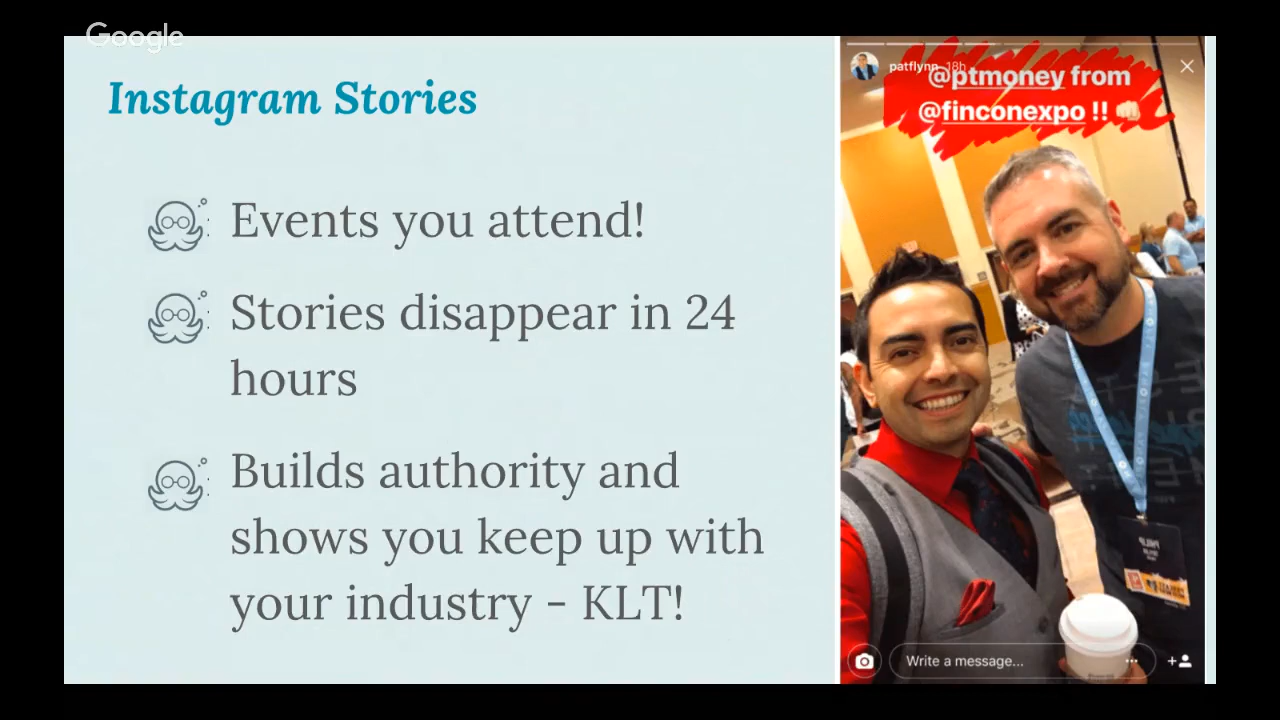 Google
Instagram Stories
Events you attend!
Stories disappear in 24
hours
Builds authority and
shows you keep up with
your industry - KLT!
patflynn 18h
@ptmoney from
@finconexpo !! 👊🏻
Write a message...